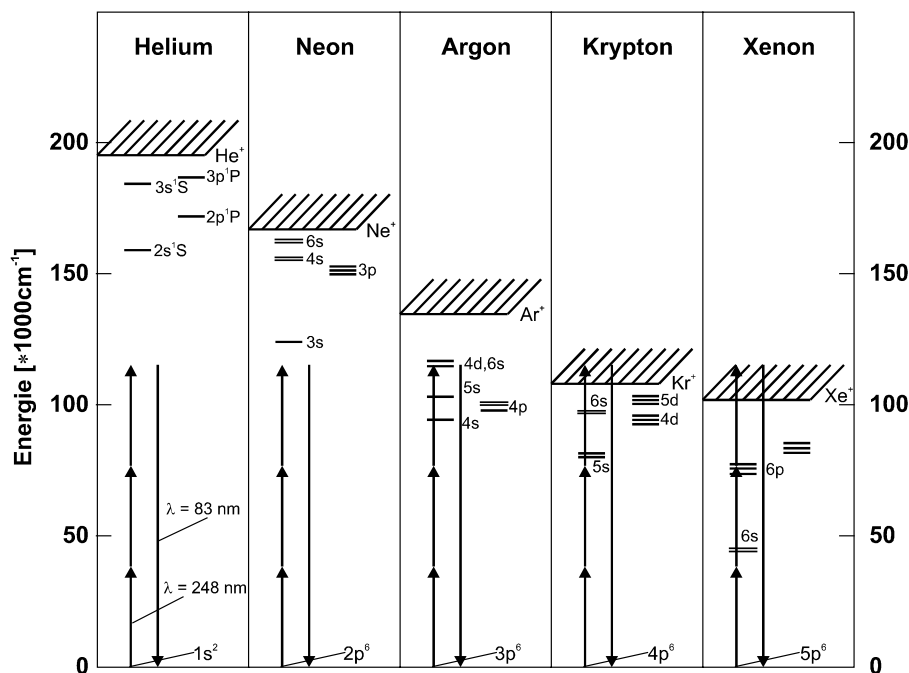 Helium Neon Argon Krypton Xenon
200 200
He⁺
3s¹S 3p¹P
2p¹P
2s¹S
Ne⁺
6s
4s
3p
3s
150 150
Ar⁺
4d,6s
5s
4p
4s
Kr⁺
6s
5d
4d
5s
Xe⁺
6p
6s
100 100
Energie [*1000cm⁻¹]
λ = 83 nm
50 50
λ = 248 nm
0 1s² 2p⁶ 3p⁶ 4p⁶ 5p⁶ 0